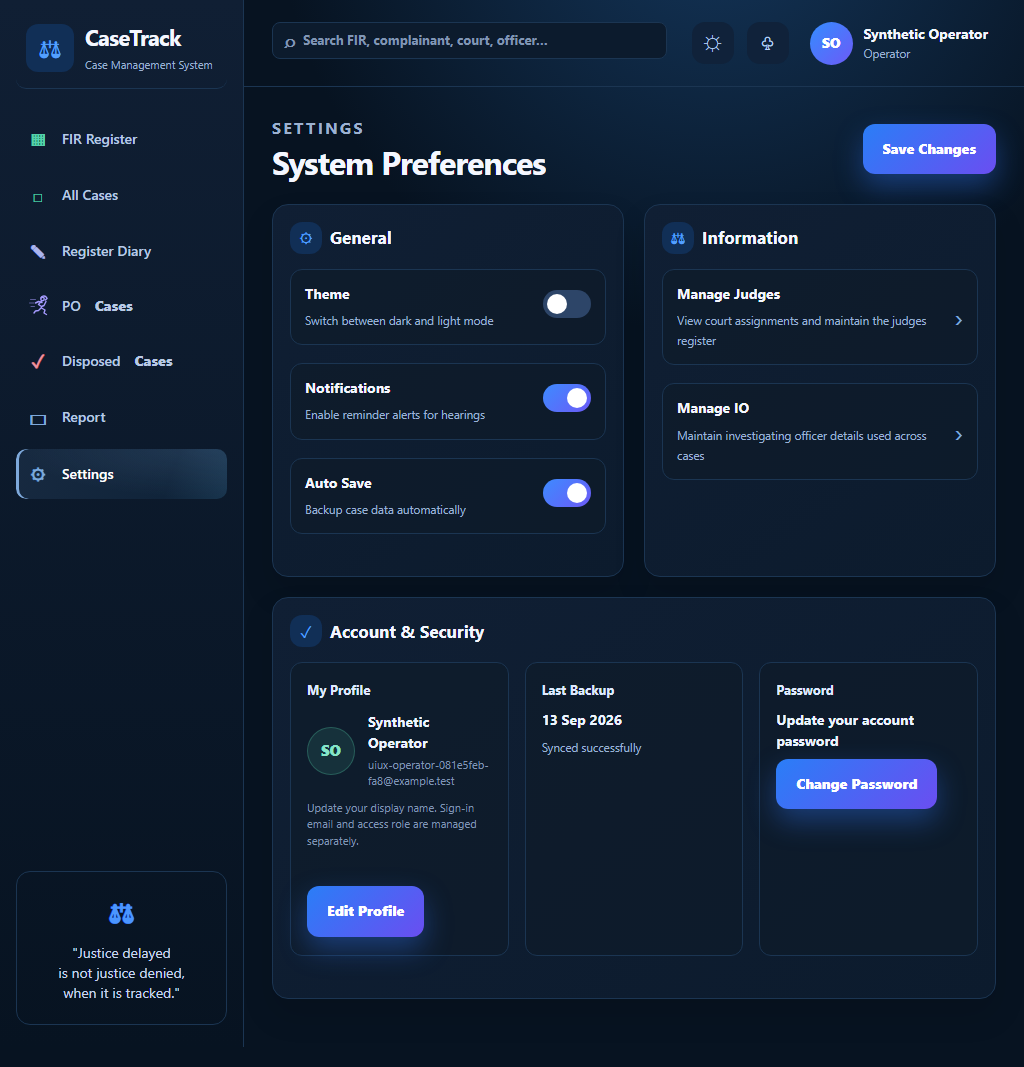 CaseTrack
Case Management System
FIR Register
All Cases
Register Diary
PO Cases
Disposed Cases
Report
Settings
"Justice delayed
is not justice denied,
when it is tracked."
Search FIR, complainant, court, officer...
SO
Synthetic Operator
Operator
SETTINGS
System Preferences
Save Changes
General
Theme
Switch between dark and light mode
Notifications
Enable reminder alerts for hearings
Auto Save
Backup case data automatically
Information
Manage Judges
View court assignments and maintain the judges
register
Manage IO
Maintain investigating officer details used across
cases
Account & Security
My Profile
SO
Synthetic
Operator
uiux-operator-081e5feb-
fa8@example.test
Update your display name. Sign-in
email and access role are managed
separately.
Edit Profile
Last Backup
13 Sep 2026
Synced successfully
Password
Update your account
password
Change Password